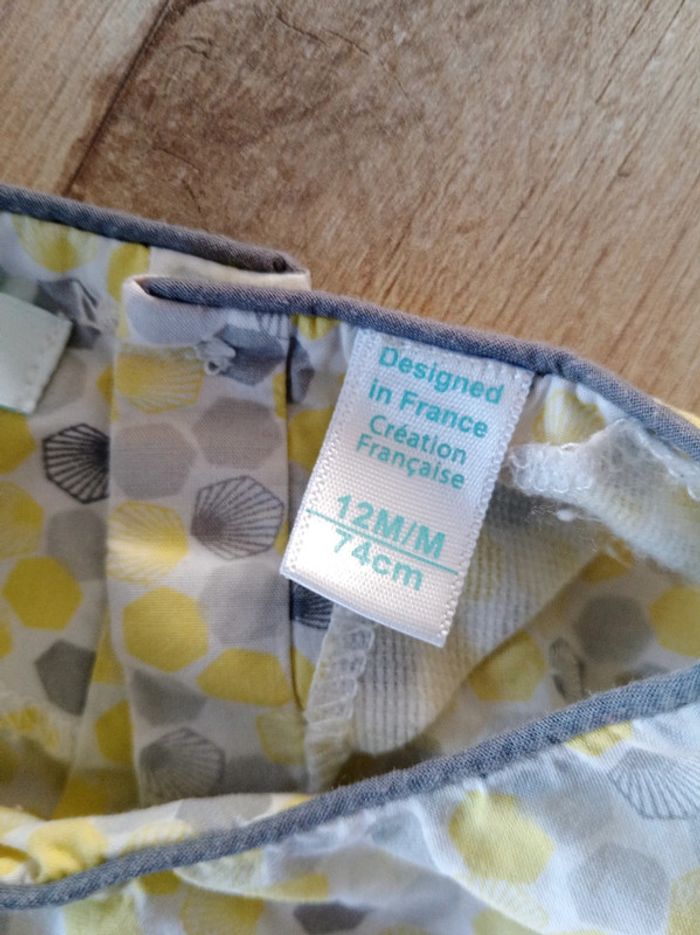 Designed
in France
Création
Française
12M/M
74cm